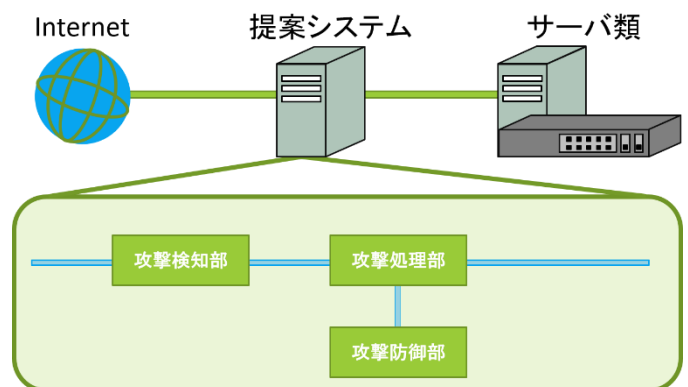 Internet
提案システム
サーバ類
攻撃検知部
攻撃処理部
攻撃防御部